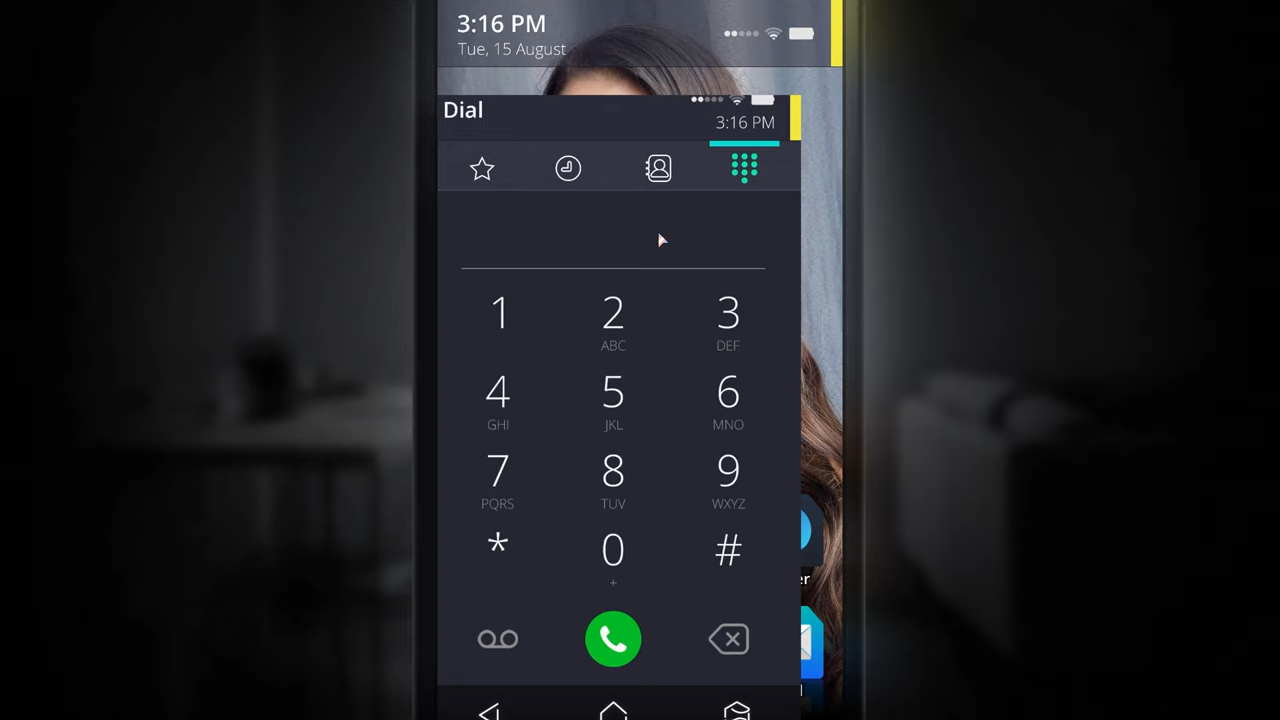 3:16 PM
Tue, 15 August
Dial
3:16 PM
1 2 3
ABC DEF
4 5 6
GHI JKL MNO
7 8 9
PQRS TUV WXYZ
* 0 #
+
er
l